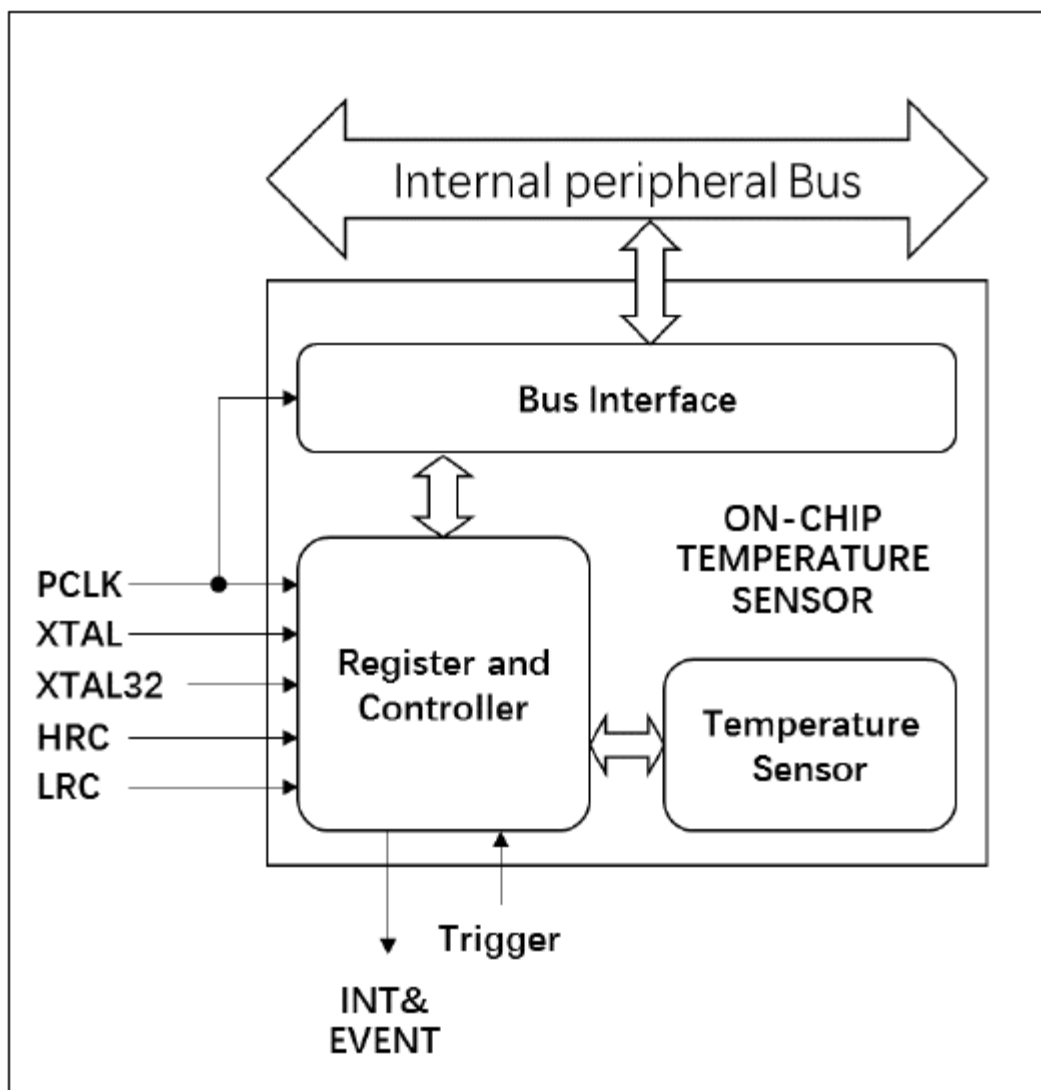 Internal peripheral Bus
Bus Interface
ON-CHIP
TEMPERATURE
SENSOR
PCLK
XTAL
XTAL32
HRC
LRC
Register and
Controller
Temperature
Sensor
Trigger
INT&
EVENT